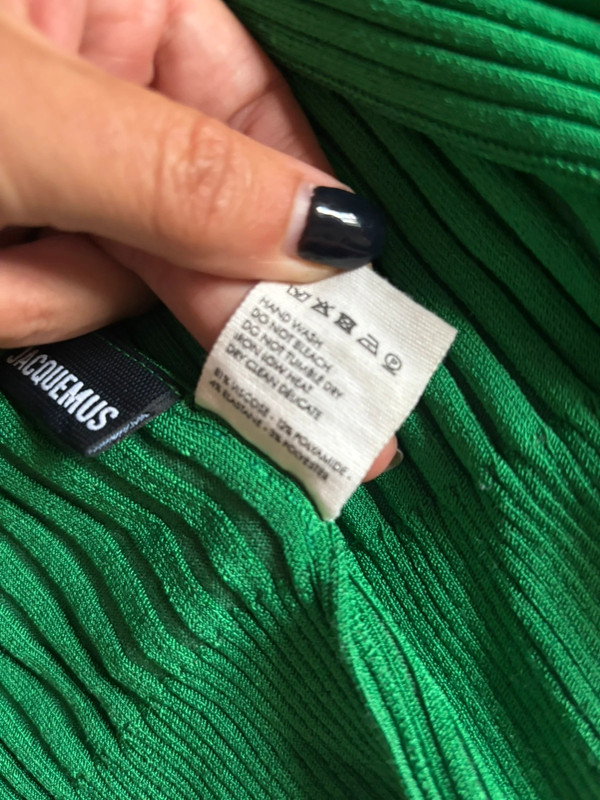 JACQUEMUS
HAND WASH
DO NOT BLEACH
DO NOT TUMBLE DRY
IRON LOW HEAT
DRY CLEAN DELICATE
81% VISCOSE - 12% POLYAMIDE -
4% ELASTANE - 3% POLYESTER